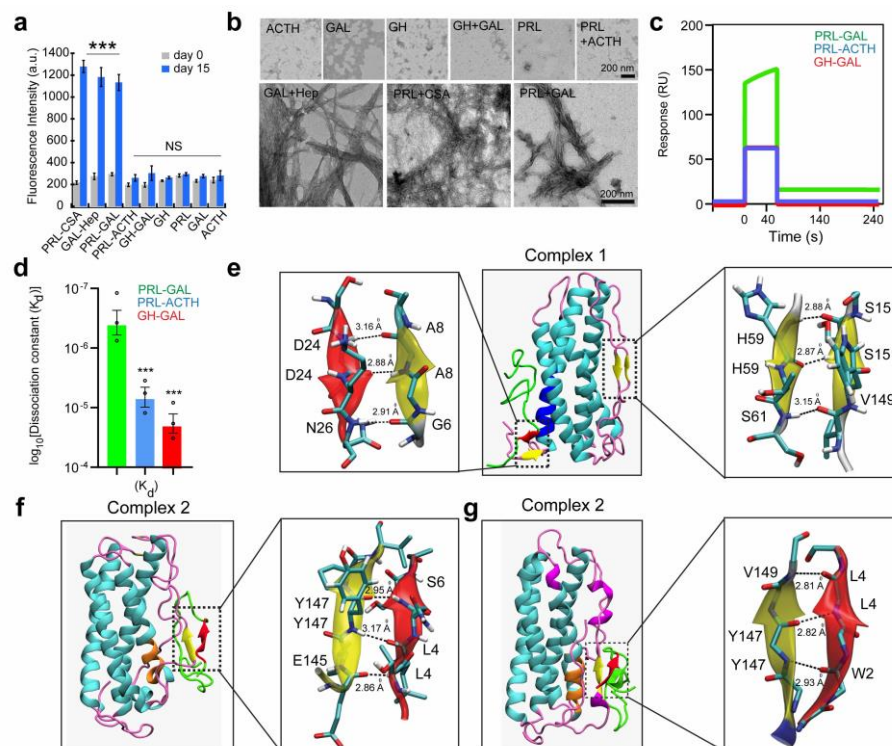 a
Fluorescence Intensity (a.u.)
1400
1200
1000
800
600
400
200
0
***
day 0
day 15
NS
PRL-CSA
GAL-Hep
PRL-GAL
PRL-ACTH
GH-GAL
GH
PRL
GAL
ACTH
b
ACTH
GAL
GH
GH+GAL
PRL
PRL
+ACTH
200 nm
GAL+Hep
PRL+CSA
PRL+GAL
200 nm
c
PRL-GAL
PRL-ACTH
GH-GAL
Response (RU)
200
150
100
50
0
0 40 140 240
Time (s)
d
PRL-GAL
PRL-ACTH
GH-GAL
log10[Dissociation constant (Kd)]
10-7
10-6
10-5
10-4
***
***
(Kd)
e
Complex 1
D24
D24
N26
3.16 Å
2.88 Å
2.91 Å
A8
A8
G6
H59
H59
S61
2.88 Å
2.87 Å
3.15 Å
S15
S15
V149
f
Complex 2
Y147
Y147
E145
2.95 Å
3.17 Å
2.86 Å
S6
L4
L4
g
Complex 2
V149
Y147
Y147
2.81 Å
2.82 Å
2.93 Å
L4
L4
W2